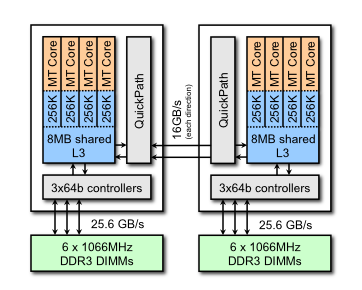 MT Core
MT Core
MT Core
MT Core
256K
256K
256K
256K
8MB shared
L3
QuickPath
3x64b controllers
25.6 GB/s
6 x 1066MHz
DDR3 DIMMs
16GB/s
(each direction)
QuickPath
MT Core
MT Core
MT Core
MT Core
256K
256K
256K
256K
8MB shared
L3
3x64b controllers
25.6 GB/s
6 x 1066MHz
DDR3 DIMMs